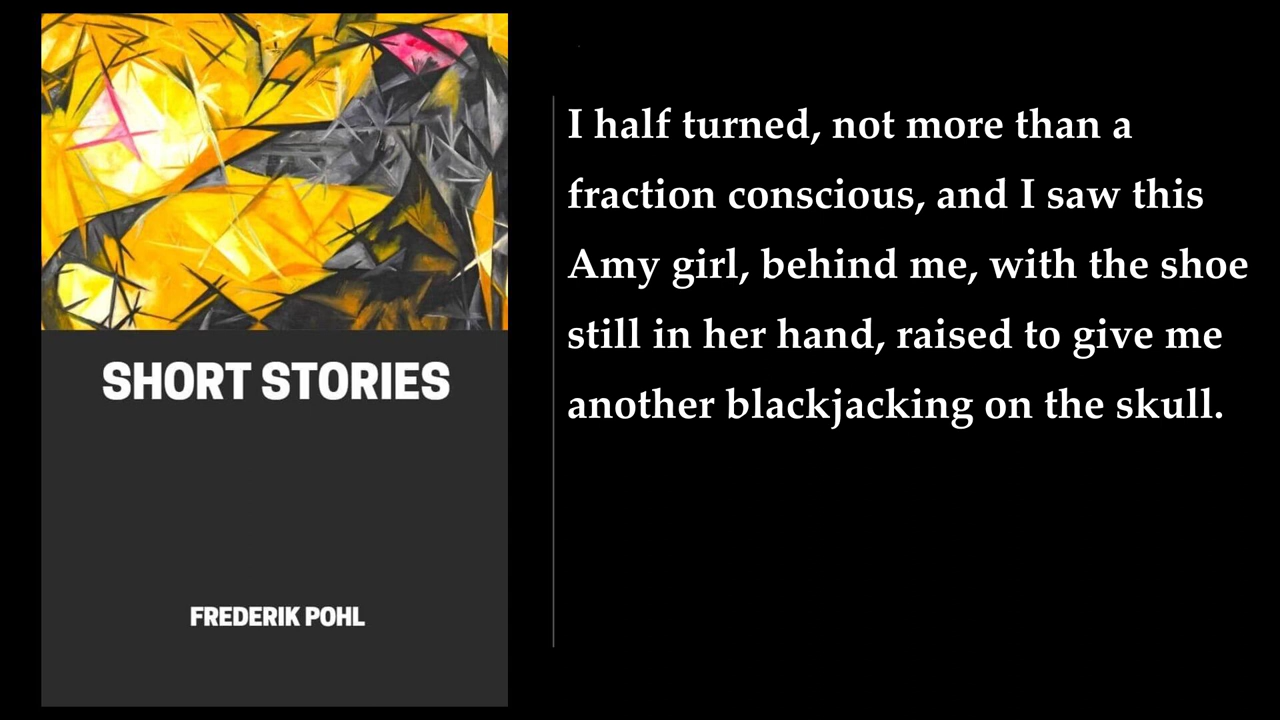 SHORT STORIES
FREDERIK POHL
I half turned, not more than a
fraction conscious, and I saw this
Amy girl, behind me, with the shoe
still in her hand, raised to give me
another blackjacking on the skull.